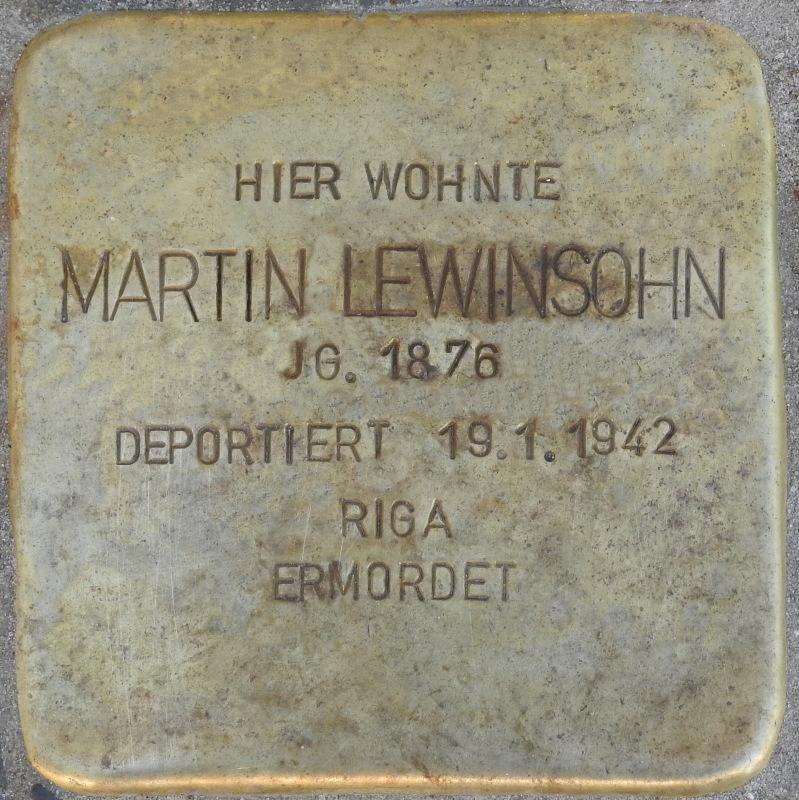 HIER WOHNTE
MARTIN LEWINSOHN
JG. 1876
DEPORTIERT 19.1.1942
RIGA
ERMORDET